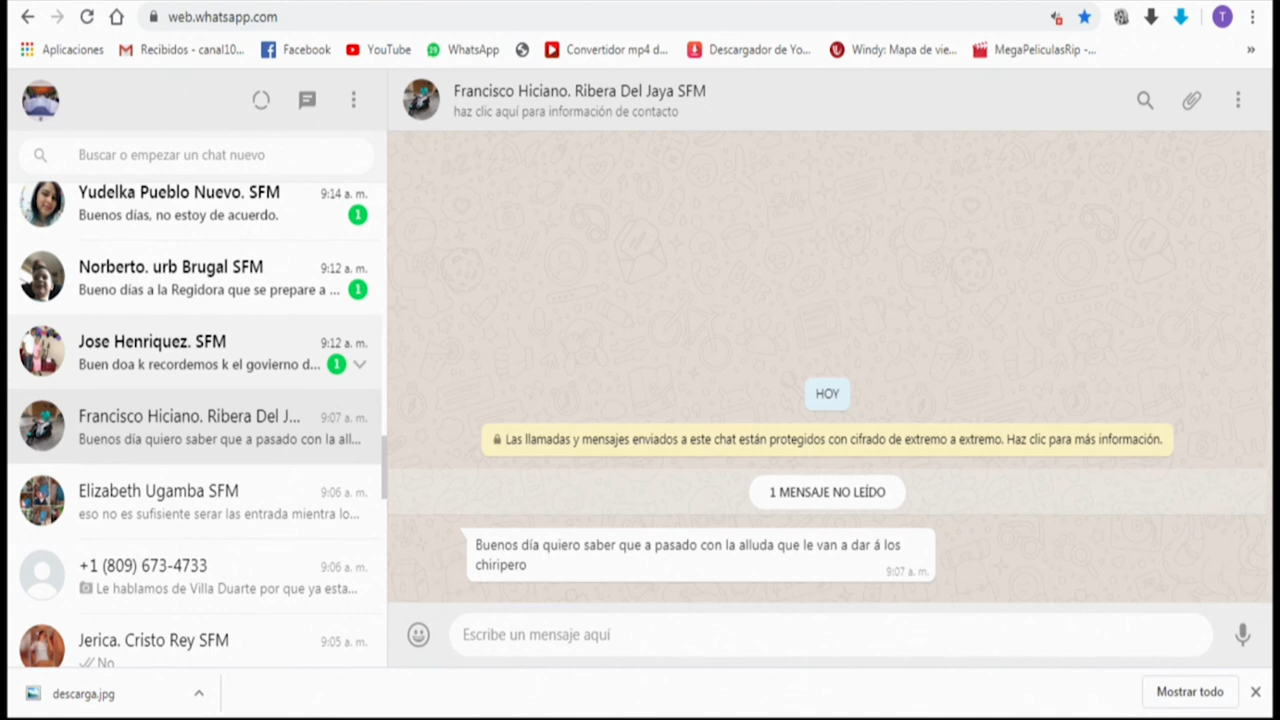 web.whatsapp.com
T
Aplicaciones
Recibidos - canal10...
Facebook
YouTube
WhatsApp
Convertidor mp4 d...
Descargador de Yo...
Windy: Mapa de vie...
MegaPeliculasRip -...
»
Buscar o empezar un chat nuevo
Yudelka Pueblo Nuevo. SFM
9:14 a. m.
Buenos días, no estoy de acuerdo.
1
Norberto. urb Brugal SFM
9:12 a. m.
Bueno días a la Regidora que se prepare a ...
1
Jose Henriquez. SFM
9:12 a. m.
Buen doa k recordemos k el govierno d...
1
Francisco Hiciano. Ribera Del J...
9:07 a. m.
Buenos día quiero saber que a pasado con la all...
Elizabeth Ugamba SFM
9:06 a. m.
eso no es sufisiente serar las entrada mientra lo...
+1 (809) 673-4733
9:06 a. m.
Le hablamos de Villa Duarte por que ya esta...
Jerica. Cristo Rey SFM
9:05 a. m.
No
Francisco Hiciano. Ribera Del Jaya SFM
haz clic aquí para información de contacto
HOY
Las llamadas y mensajes enviados a este chat están protegidos con cifrado de extremo a extremo. Haz clic para más información.
1 MENSAJE NO LEÍDO
Buenos día quiero saber que a pasado con la alluda que le van a dar á los
chiripero
9:07 a. m.
Escribe un mensaje aquí
descarga.jpg
Mostrar todo